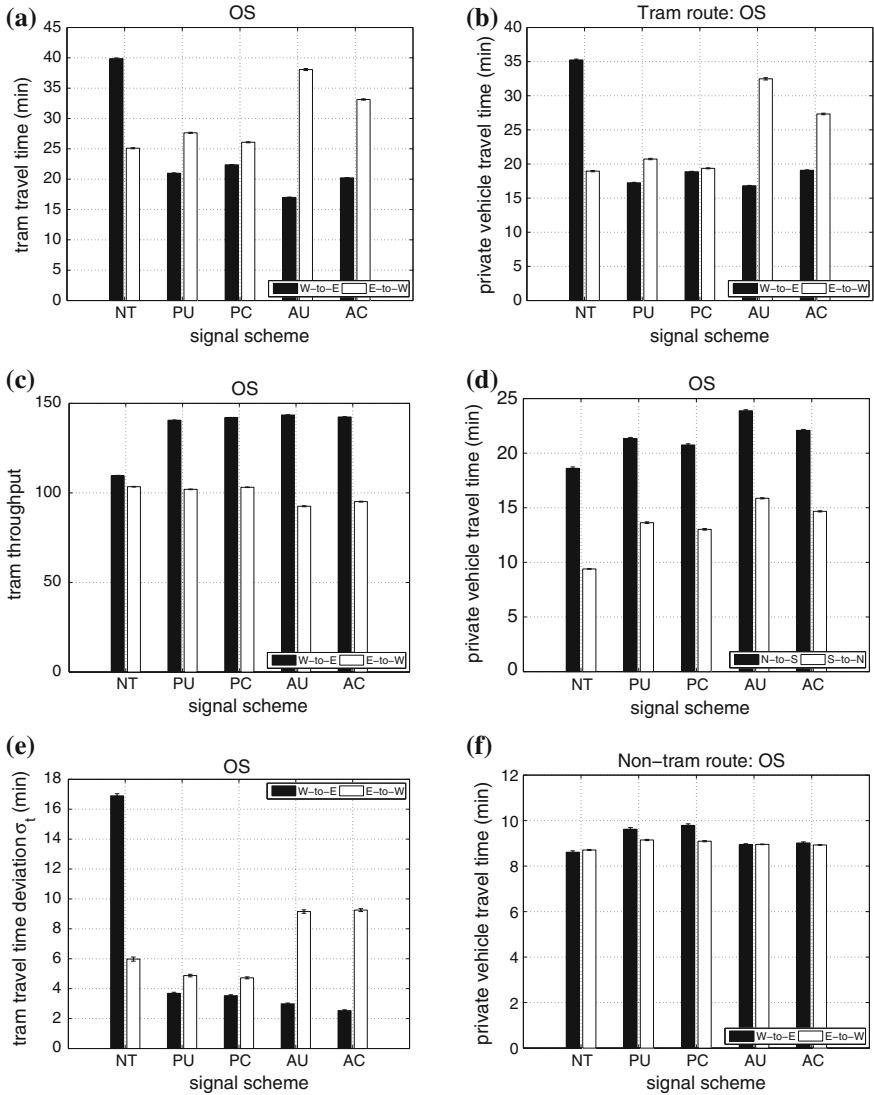 (a)
OS
tram travel time (min)
45
40
35
30
25
20
15
10
5
0
NT PU PC AU AC
signal scheme
W-to-E E-to-W
(b)
Tram route: OS
private vehicle travel time (min)
40
35
30
25
20
15
10
5
0
NT PU PC AU AC
signal scheme
W-to-E E-to-W
(c)
OS
tram throughput
150
100
50
0
NT PU PC AU AC
signal scheme
W-to-E E-to-W
(d)
OS
private vehicle travel time (min)
25
20
15
10
5
0
NT PU PC AU AC
signal scheme
N-to-S S-to-N
(e)
OS
tram travel time deviation σt (min)
18
16
14
12
10
8
6
4
2
0
NT PU PC AU AC
signal scheme
W-to-E E-to-W
(f)
Non-tram route: OS
private vehicle travel time (min)
12
10
8
6
4
2
0
NT PU PC AU AC
signal scheme
W-to-E E-to-W